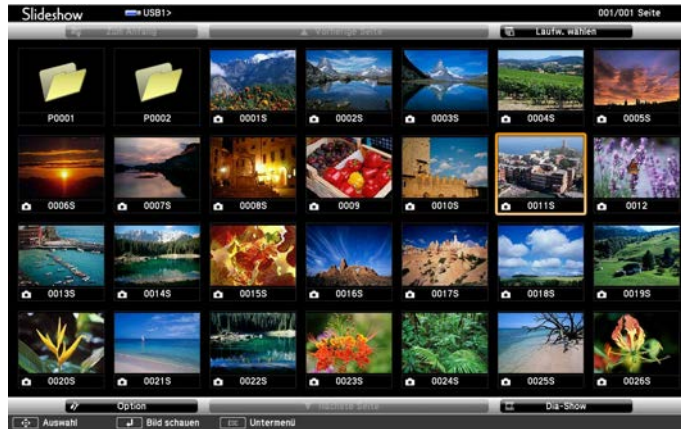 Slideshow USB1> 001/001 Seite
Zum Anfang ▲ Vorherige Seite Laufw. wählen
P0001 P0002 0001S 0002S 0003S 0004S 0005S
0006S 0007S 0008S 0009 0010S 0011S 0012
0013S 0014S 0015S 0016S 0017S 0018S 0019S
0020S 0021S 0022S 0023S 0024S 0025S 0026S
Option ▼ Nächste Seite Dia-Show
Auswahl Bild schauen ESC Untermenü